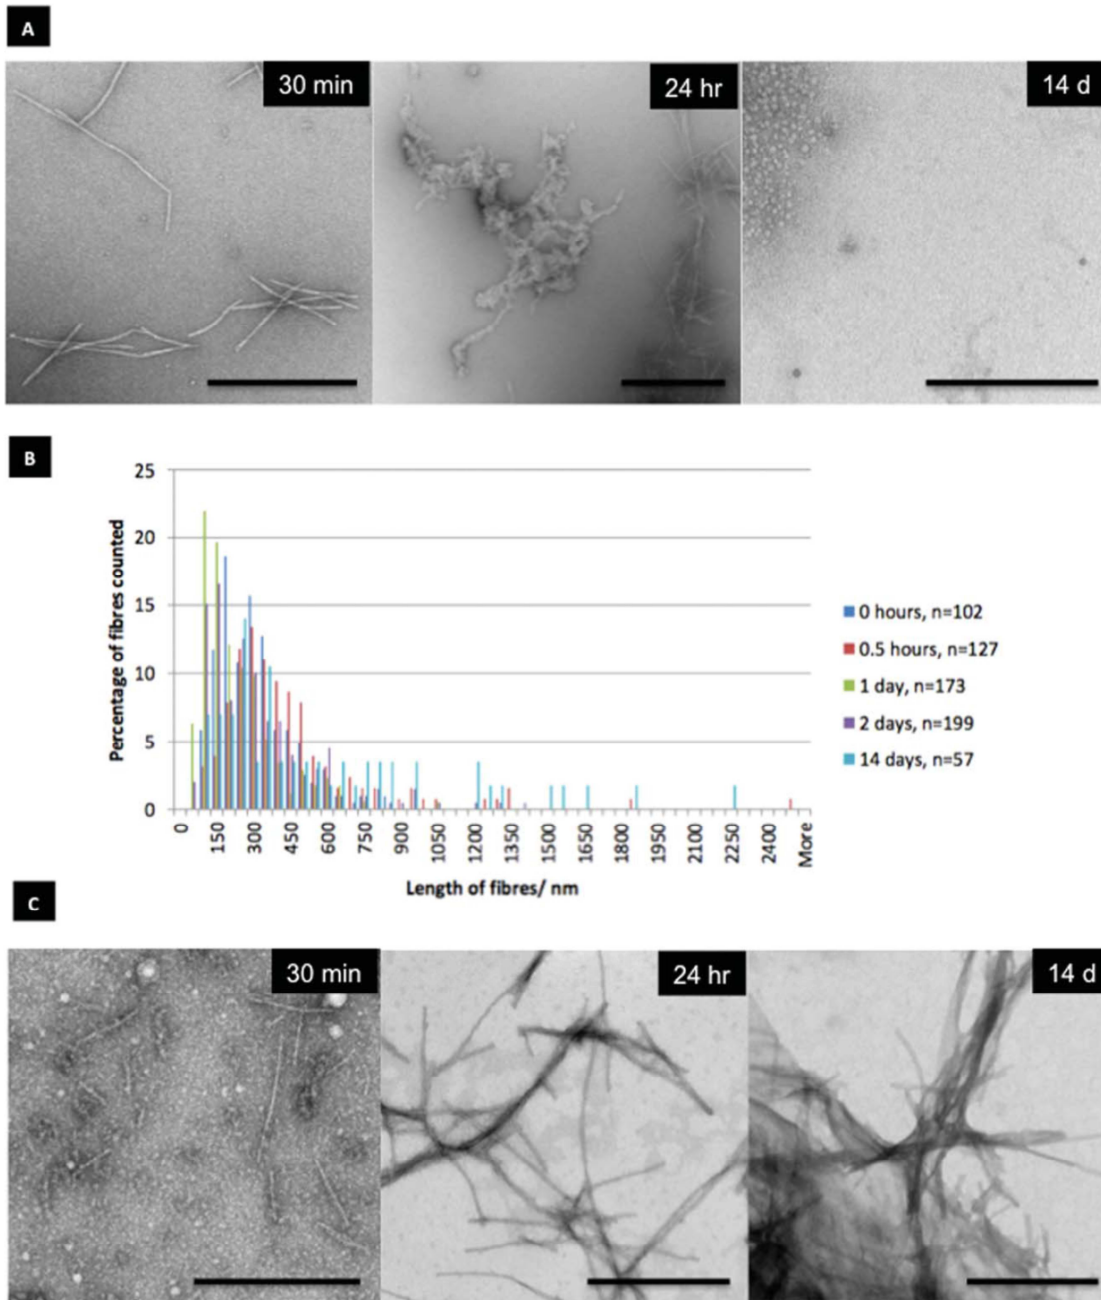 A
30 min
24 hr
14 d
B
25
20
15
10
5
0
Percentage of fibres counted
0
150
300
450
600
750
900
1050
1200
1350
1500
1650
1800
1950
2100
2250
2400
More
Length of fibres/ nm
0 hours, n=102
0.5 hours, n=127
1 day, n=173
2 days, n=199
14 days, n=57
C
30 min
24 hr
14 d